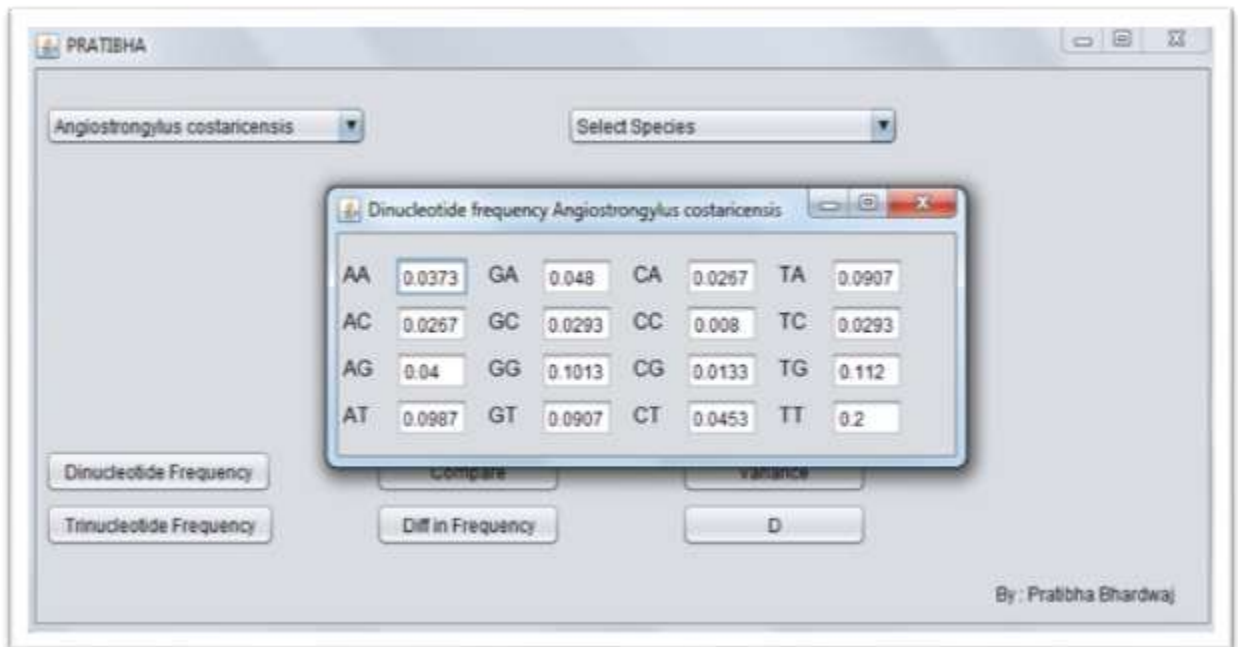 PRATIBHA
Angiostrongylus costaricensis Select Species
Dinucleotide frequency Angiostrongylus costaricensis
AA 0.0373 GA 0.048 CA 0.0267 TA 0.0907
AC 0.0267 GC 0.0293 CC 0.008 TC 0.0293
AG 0.04 GG 0.1013 CG 0.0133 TG 0.112
AT 0.0987 GT 0.0907 CT 0.0453 TT 0.2
Dinucleotide Frequency Compare Variance
Trinucleotide Frequency Diff in Frequency D
By : Pratibha Bhardwaj